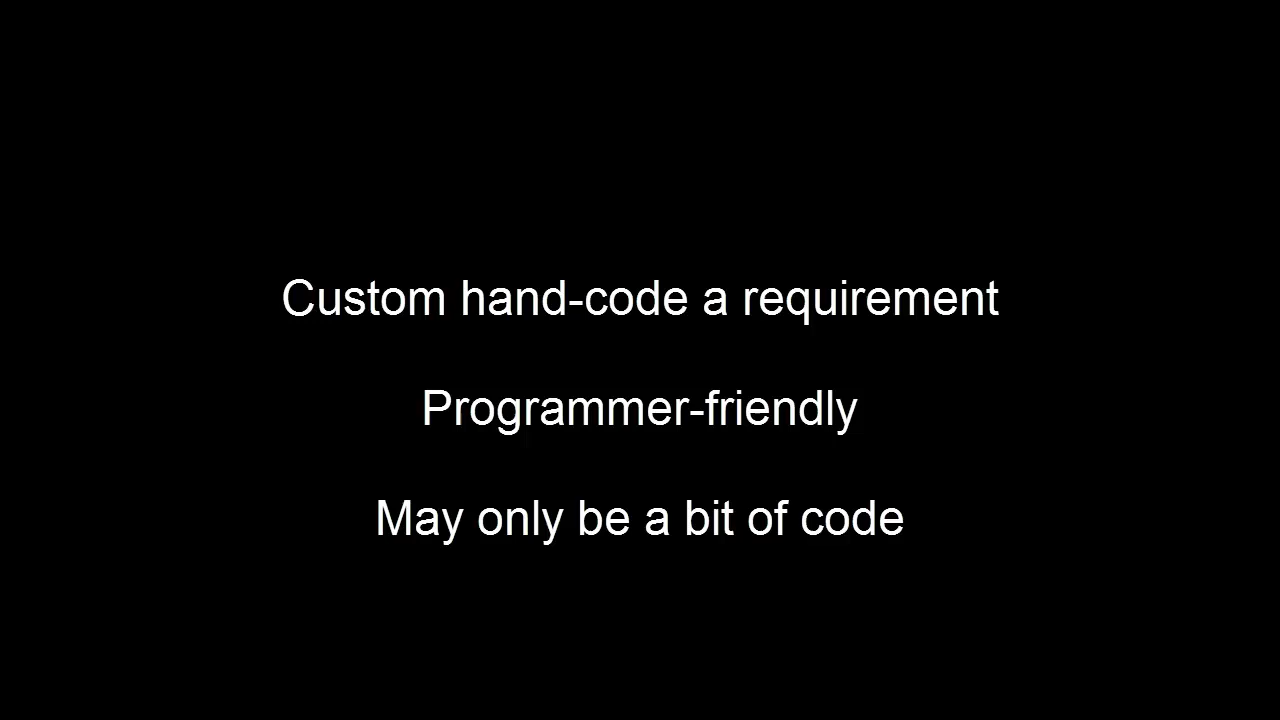 Custom hand-code a requirement
Programmer-friendly
May only be a bit of code